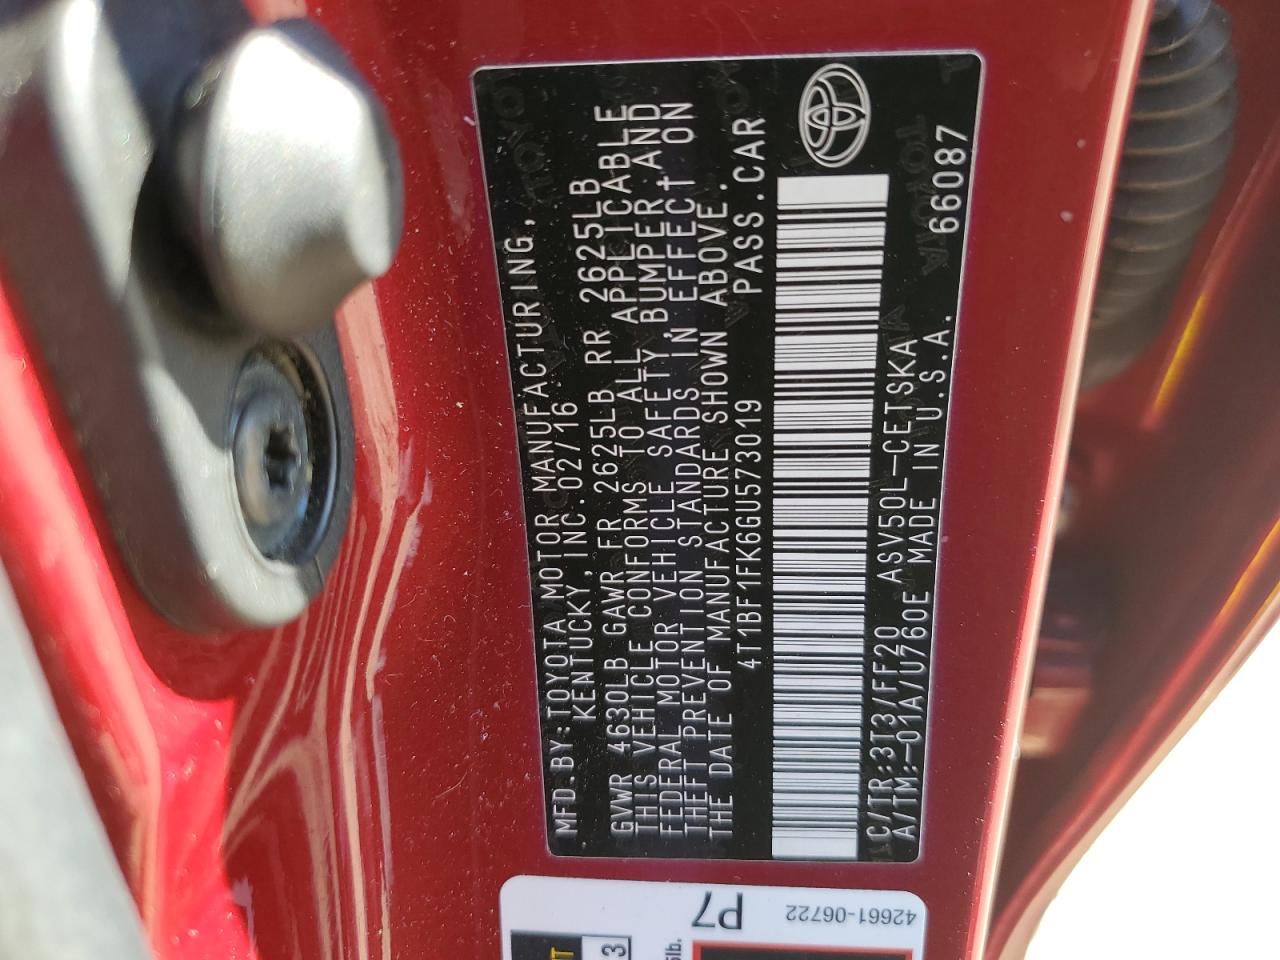 MFD.BY:TOYOTA MOTOR MANUFACTURING,
KENTUCKY, INC. 02/16
GVWR 4630LB GAWR FR 2625LB RR 2625LB
THIS VEHICLE CONFORMS TO ALL APPLICABLE
FEDERAL MOTOR VEHICLE SAFETY,BUMPER,AND
THEFT PREVENTION STANDARDS IN EFFECT ON
THE DATE OF MANUFACTURE SHOWN ABOVE.
4T1BF1FK6GU573019 PASS.CAR
C/TR:3T3/FF20 ASV50L-CETSKA
A/TM:-01A/U760E MADE IN U.S.A. 66087
P7
42661-06722
3